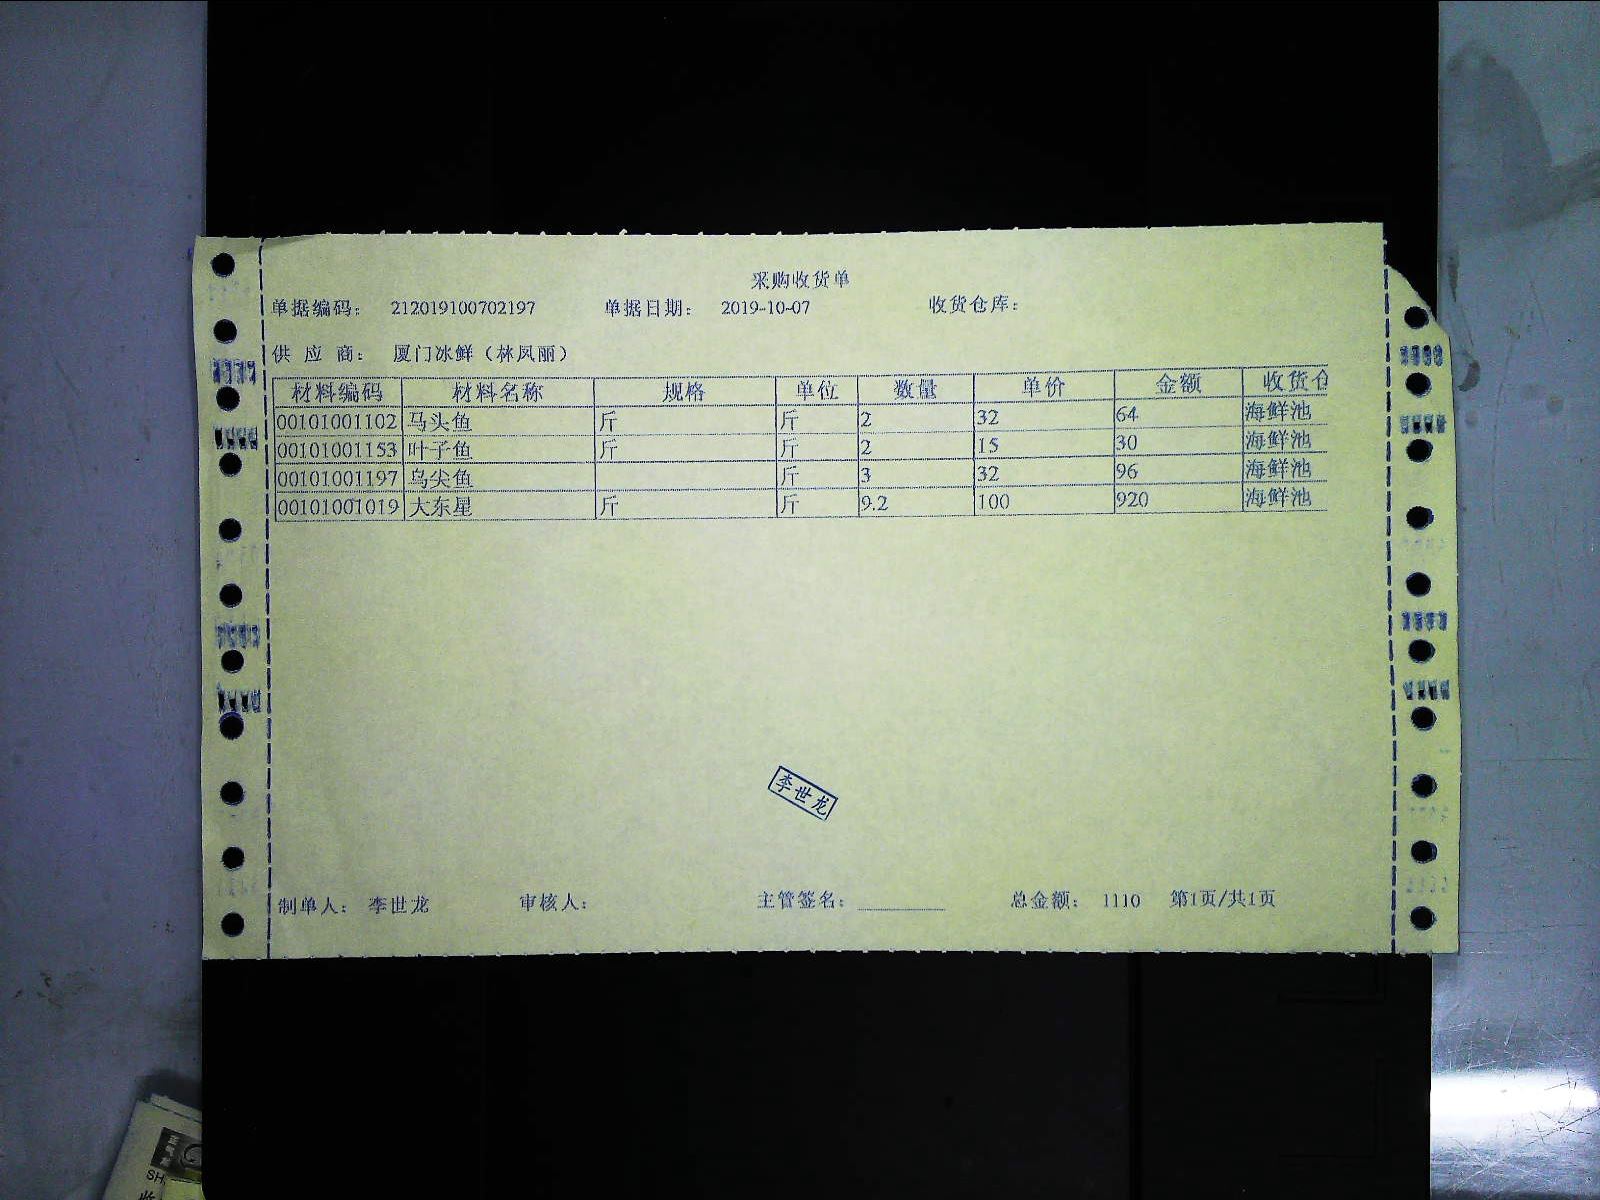 采购收货单
单据编码： 212019100702197 单据日期： 2019-10-07 收货仓库：
供 应 商： 厦门冰鲜（林凤丽）
材料编码 材料名称 规格 单位 数量 单价 金额 收货仓
00101001102 马头鱼 斤 斤 2 32 64 海鲜池
00101001153 叶子鱼 斤 斤 2 15 30 海鲜池
00101001197 乌尖鱼 斤 3 32 96 海鲜池
00101001019 大东星 斤 斤 9.2 100 920 海鲜池
李世龙
制单人： 李世龙 审核人： 主管签名： 总金额： 1110 第1页/共1页
SH